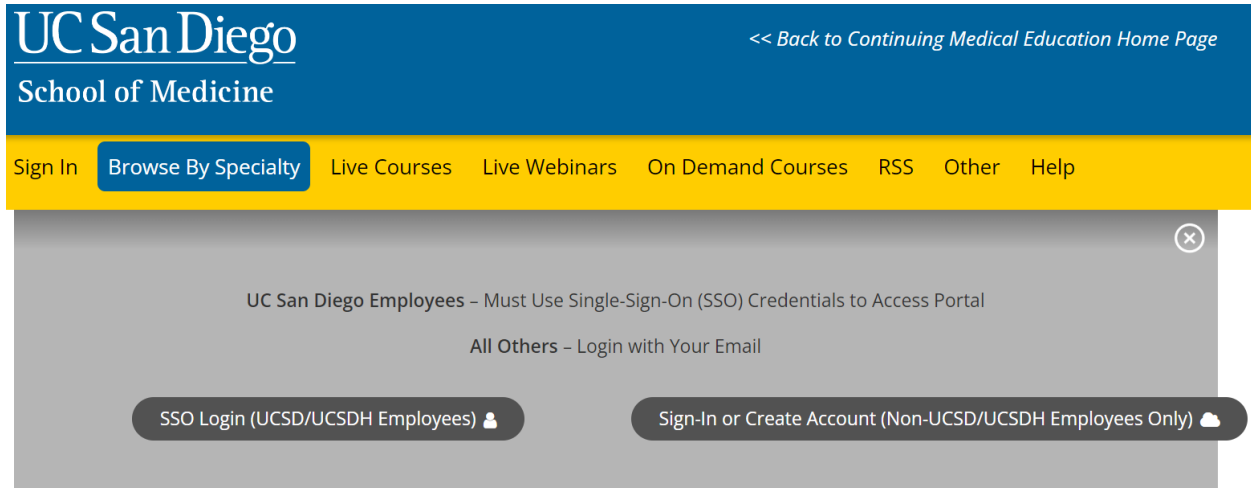 UC San Diego
School of Medicine
<< Back to Continuing Medical Education Home Page
Sign In Browse By Specialty Live Courses Live Webinars On Demand Courses RSS Other Help
UC San Diego Employees – Must Use Single-Sign-On (SSO) Credentials to Access Portal
All Others – Login with Your Email
SSO Login (UCSD/UCSDH Employees)
Sign-In or Create Account (Non-UCSD/UCSDH Employees Only)